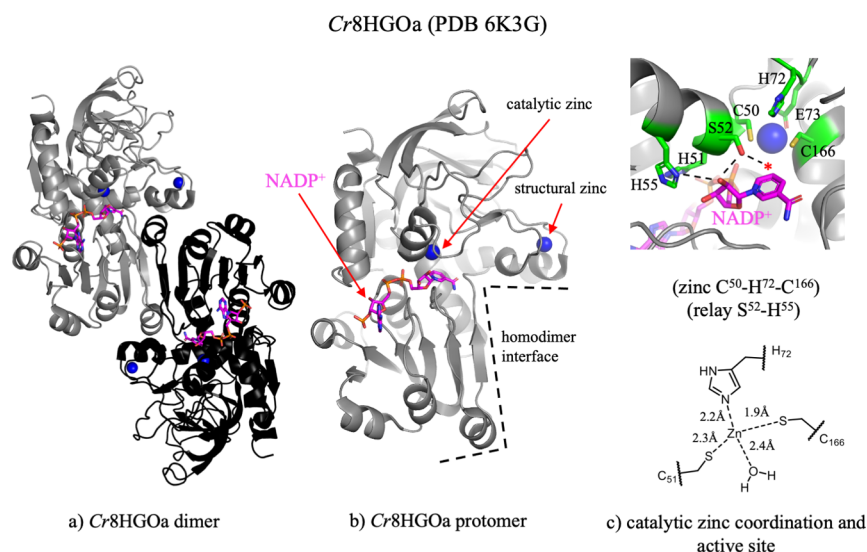 Cr8HGOa (PDB 6K3G)
catalytic zinc
structural zinc
NADP⁺
homodimer
interface
H72
C50
E73
S52
C166
H51
H55
*
NADP⁺
(zinc C⁵⁰-H⁷²-C¹⁶⁶)
(relay S⁵²-H⁵⁵)
H₇₂
HN
N
2.2Å
1.9Å
S
Zn
C₁₆₆
2.3Å
2.4Å
S
C₅₁
O
H
H
a) Cr8HGOa dimer
b) Cr8HGOa protomer
c) catalytic zinc coordination and
active site